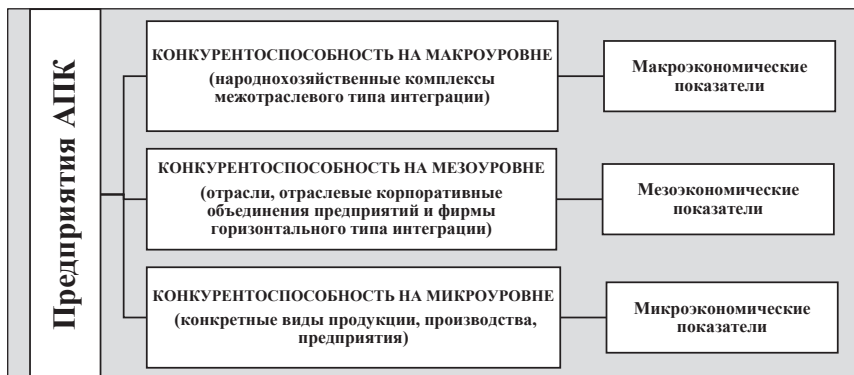 Предприятия АПК
КОНКУРЕНТОСПОСОБНОСТЬ НА МАКРОУРОВНЕ
(народнохозяйственные комплексы
межотраслевого типа интеграции)
Макроэкономические
показатели
КОНКУРЕНТОСПОСОБНОСТЬ НА МЕЗОУРОВНЕ
(отрасли, отраслевые корпоративные
объединения предприятий и фирмы
горизонтального типа интеграции)
Мезоэкономические
показатели
КОНКУРЕНТОСПОСОБНОСТЬ НА МИКРОУРОВНЕ
(конкретные виды продукции, производства,
предприятия)
Микроэкономические
показатели